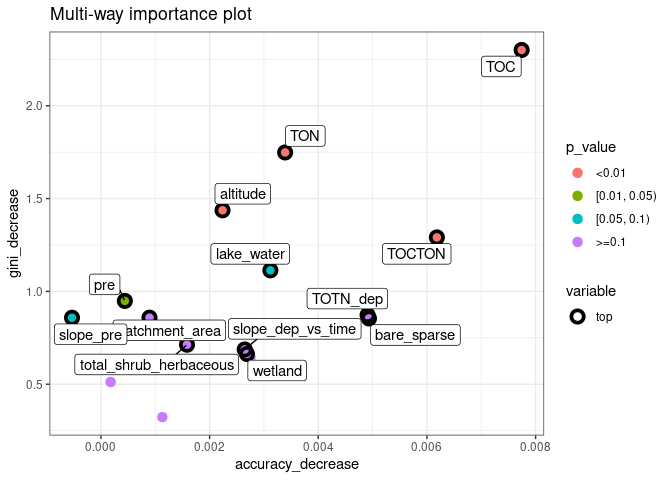 Multi-way importance plot
TOC
TON
altitude
TOCTON
lake_water
pre
TOTN_dep
slope_pre
atchment_area
slope_dep_vs_time
bare_sparse
total_shrub_herbaceous
wetland
2.0
1.5
1.0
0.5
gini_decrease
0.000
0.002
0.004
0.006
0.008
accuracy_decrease
p_value
<0.01
[0.01, 0.05)
[0.05, 0.1)
>=0.1
variable
top